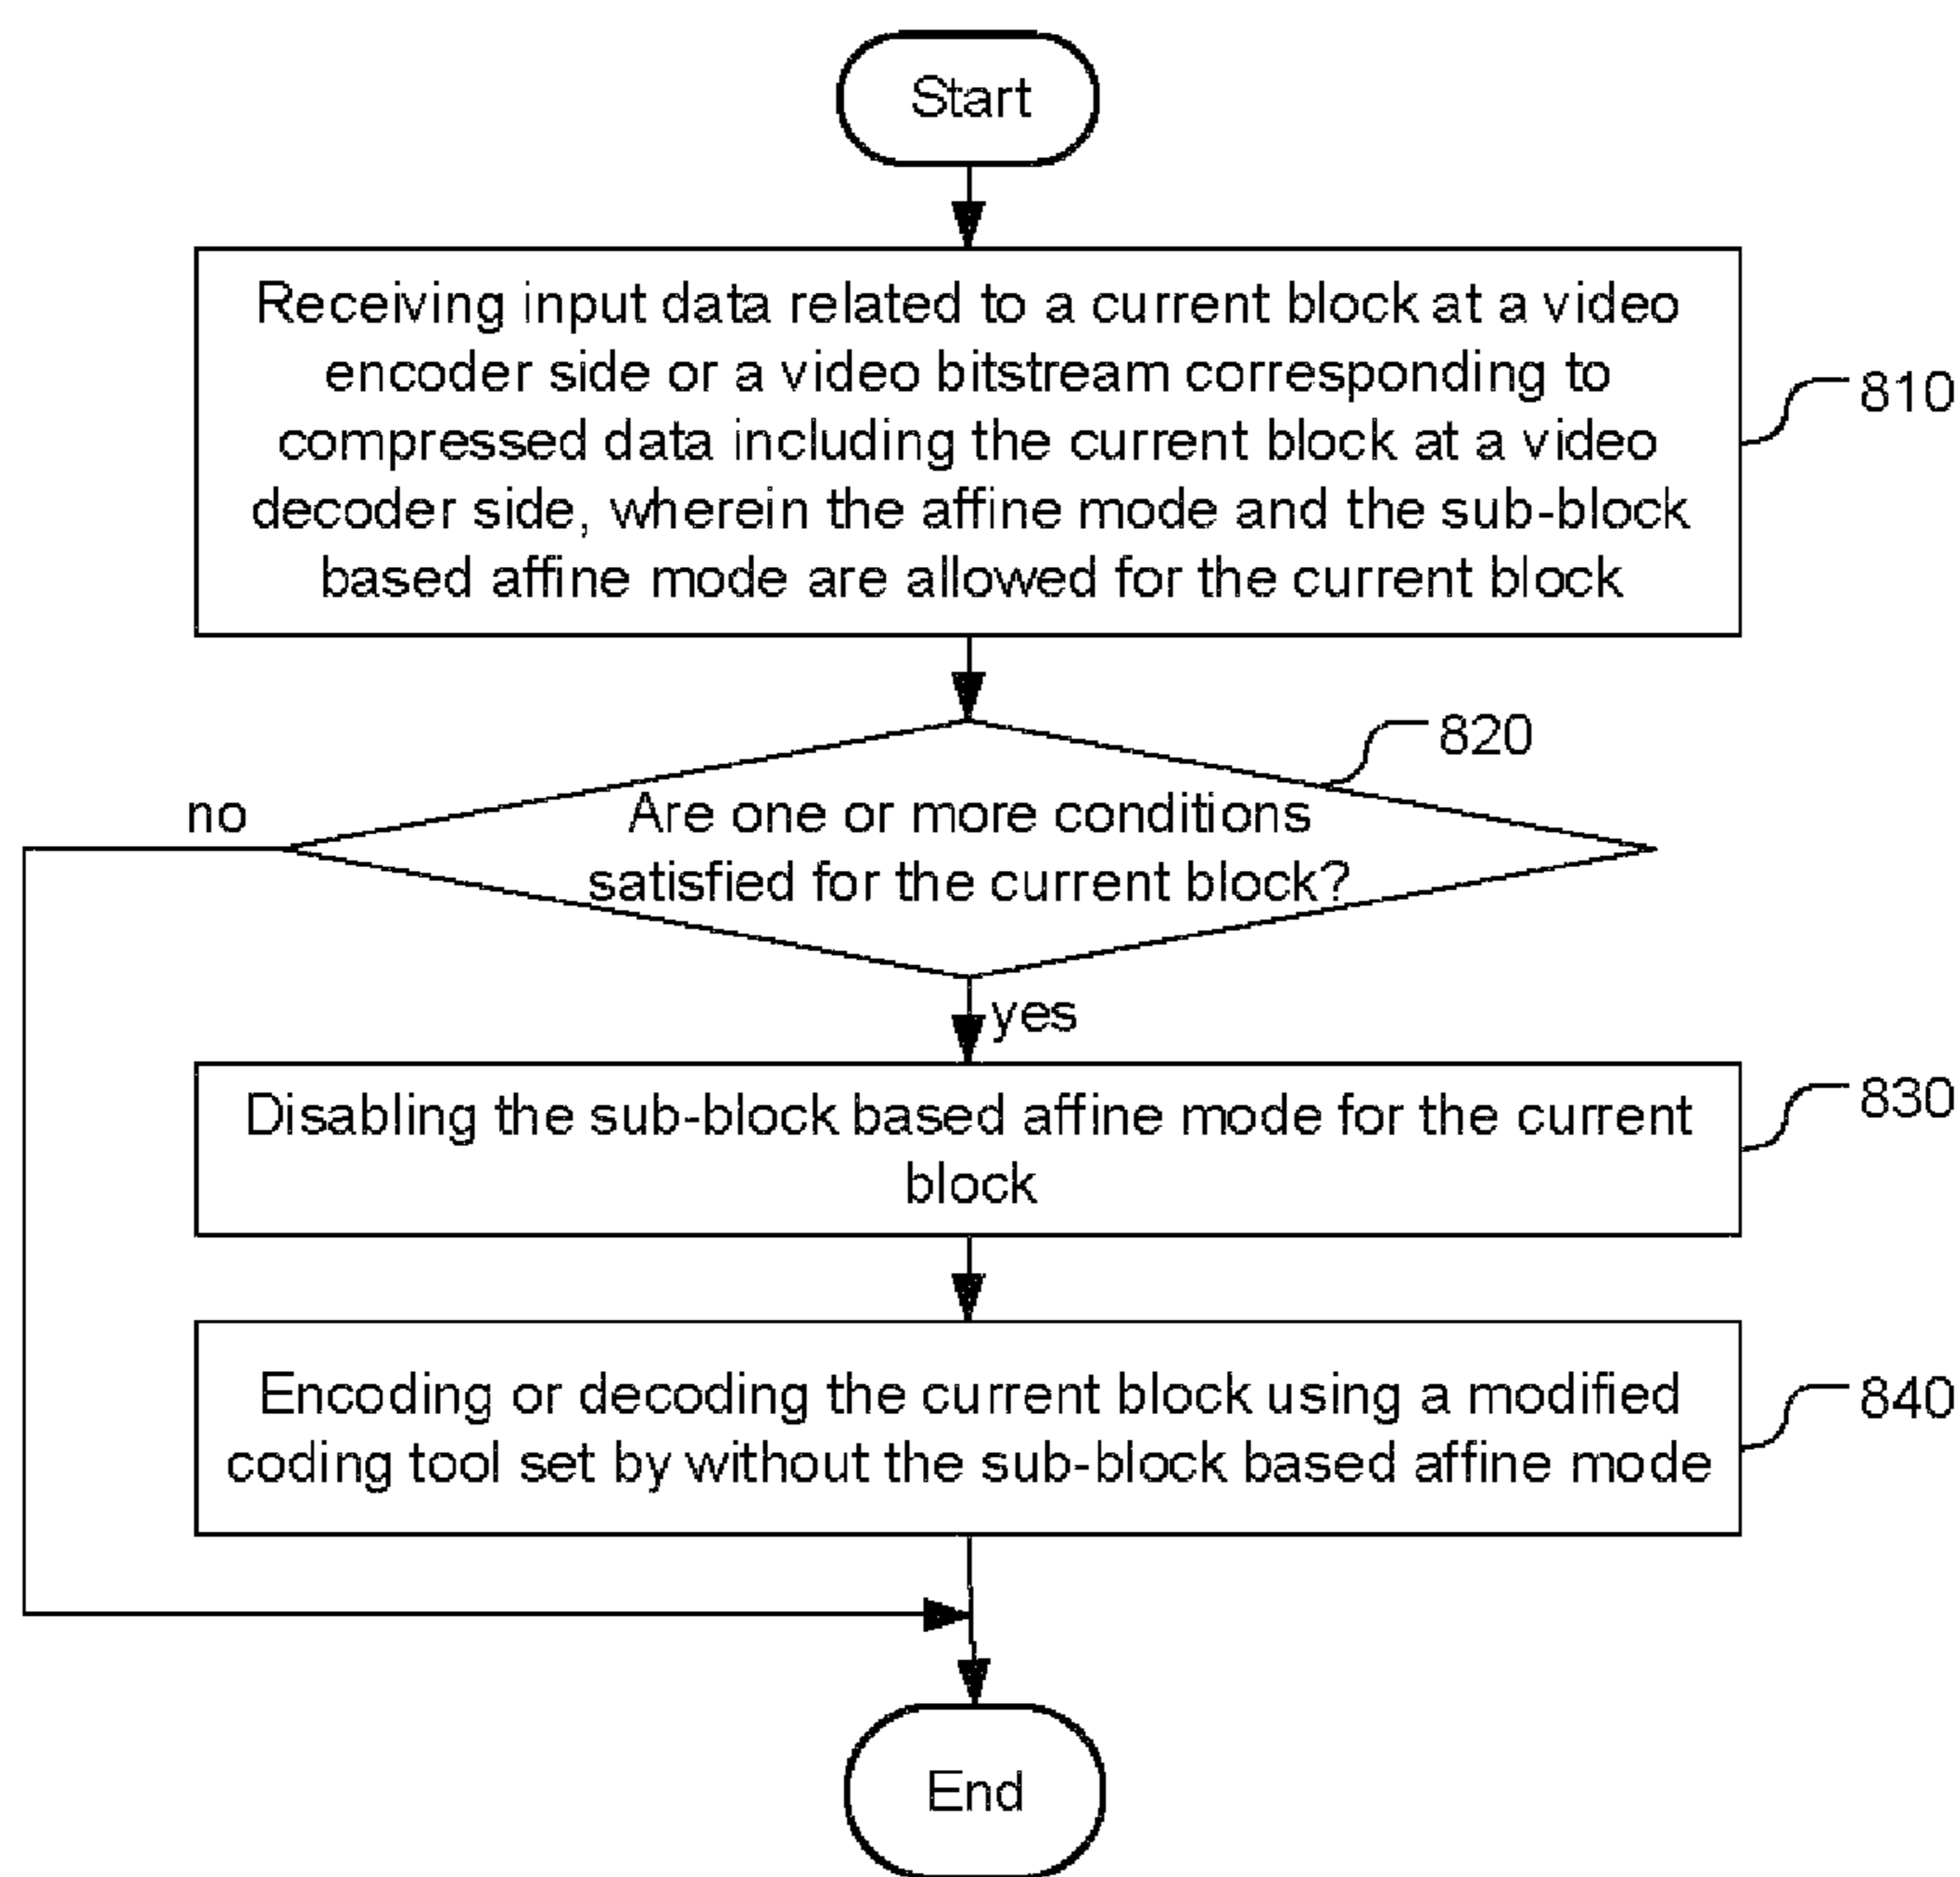 Start
Receiving input data related to a current block at a video
encoder side or a video bitstream corresponding to
compressed data including the current block at a video
decoder side, wherein the affine mode and the sub-block
based affine mode are allowed for the current block
810
820
Are one or more conditions
satisfied for the current block?
no
yes
Disabling the sub-block based affine mode for the current
block
830
Encoding or decoding the current block using a modified
coding tool set by without the sub-block based affine mode
840
End